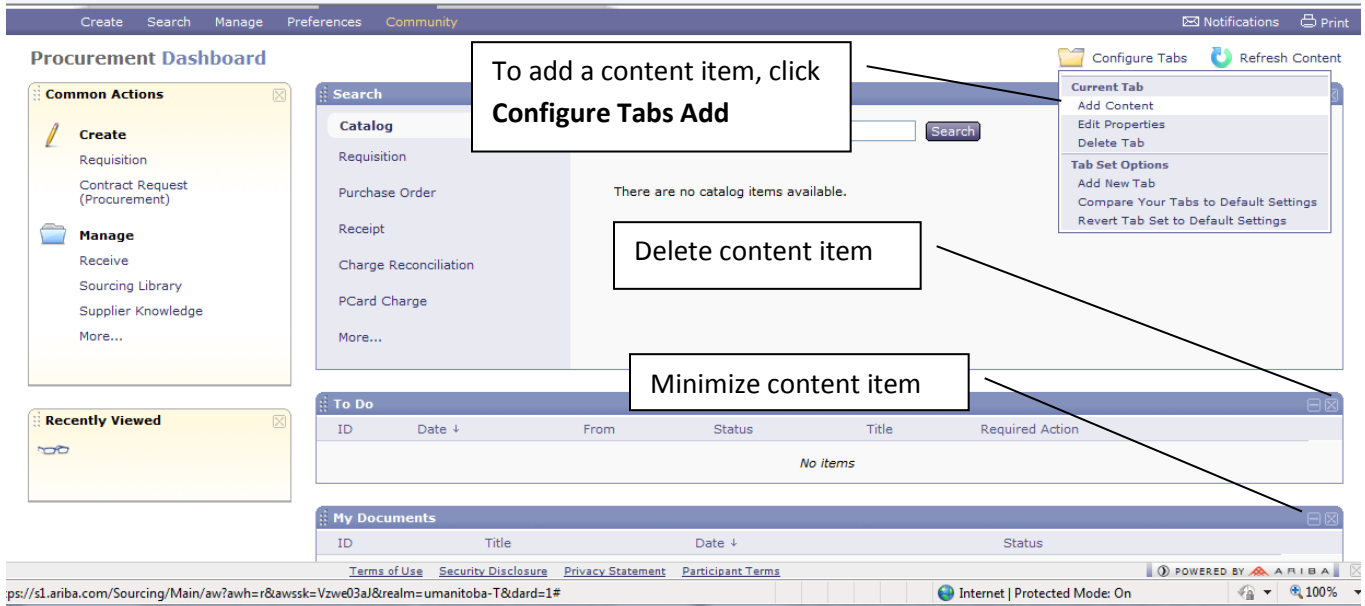 Create Search Manage Preferences Community
Notifications Print
Procurement Dashboard
Configure Tabs Refresh Content
To add a content item, click
Configure Tabs Add
Current Tab
Add Content
Edit Properties
Delete Tab
Tab Set Options
Add New Tab
Compare Your Tabs to Default Settings
Revert Tab Set to Default Settings
Common Actions
Create
Requisition
Contract Request
(Procurement)
Manage
Receive
Sourcing Library
Supplier Knowledge
More...
Search
Catalog
Search
Requisition
Purchase Order
There are no catalog items available.
Receipt
Charge Reconciliation
PCard Charge
More...
Delete content item
Minimize content item
Recently Viewed
To Do
ID Date ↓ From Status Title Required Action
No items
My Documents
ID Title Date ↓ Status
Terms of Use Security Disclosure Privacy Statement Participant Terms
POWERED BY ARIBA
ps://s1.ariba.com/Sourcing/Main/aw?awh=r&awssk=Vzwe03aJ&realm=umanitoba-T&dard=1#
Internet | Protected Mode: On
100%